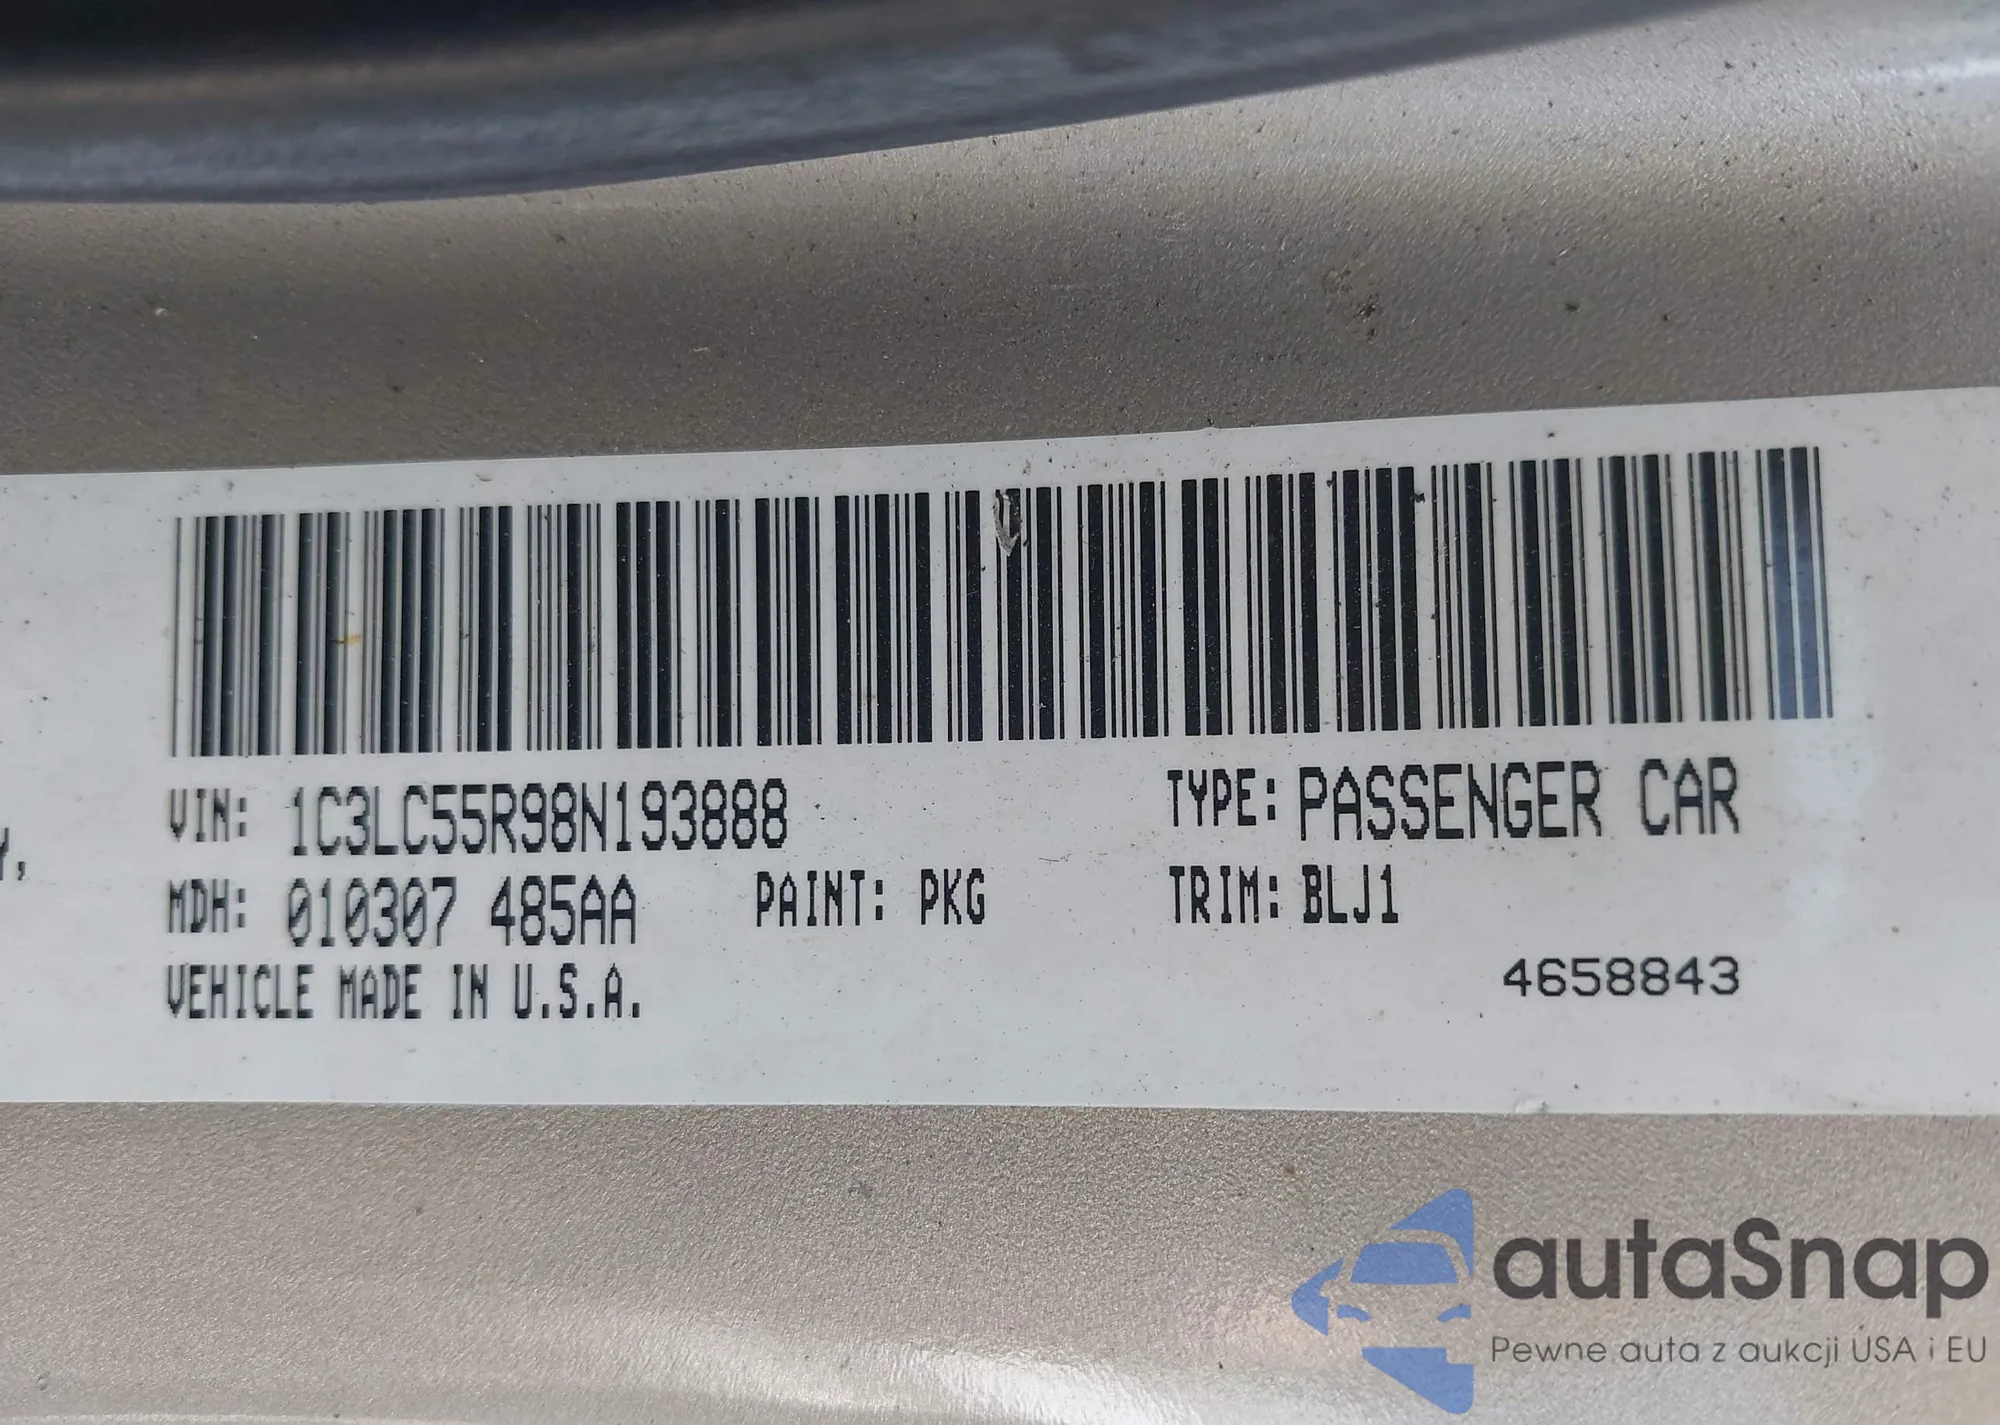 Y,
VIN: 1C3LC55R98N193888 TYPE: PASSENGER CAR
MDH: 010307 485AA PAINT: PKG TRIM: BLJ1
VEHICLE MADE IN U.S.A.
4658843
autaSnap
Pewne auta z aukcji USA i EU